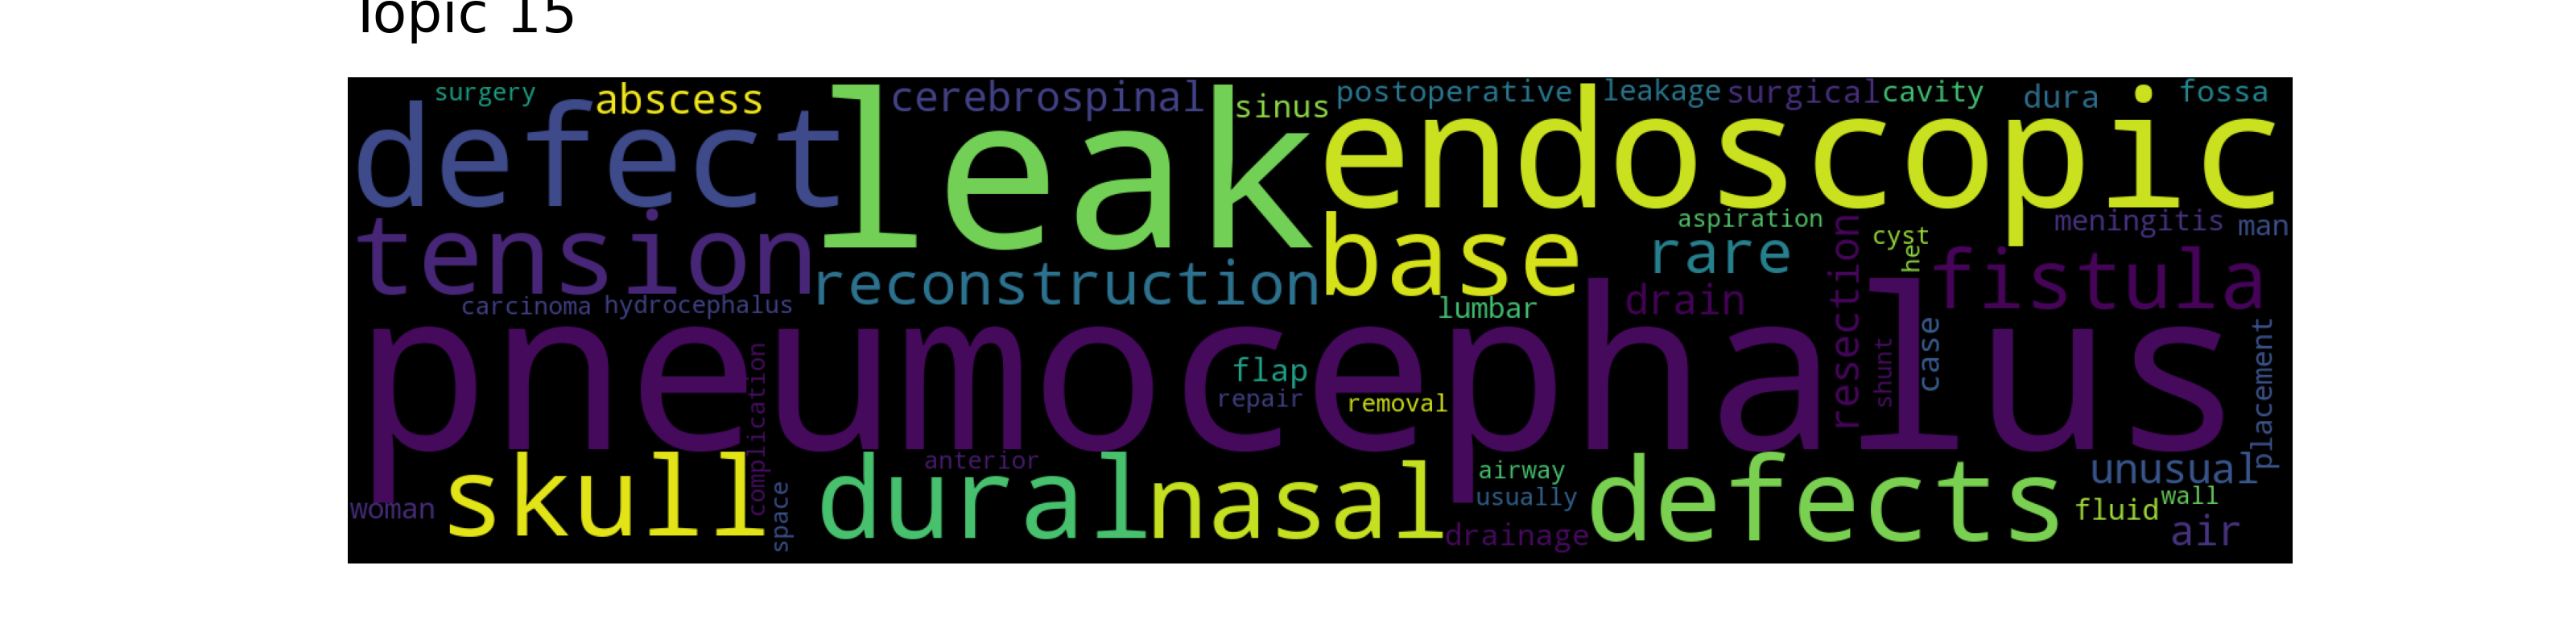 Topic 15
surgery abscess cerebrospinal sinus postoperative leakage surgical cavity dura fossa
defect leak endoscopic
tension base aspiration rare cyst her meningitis man
reconstruction lumbar drain resection fistula
carcinoma hydrocephalus
pneumocephalus
complication flap repair removal shunt case placement
skull dural anterior nasal airway usually defects unusual
woman space drainage fluid wall air